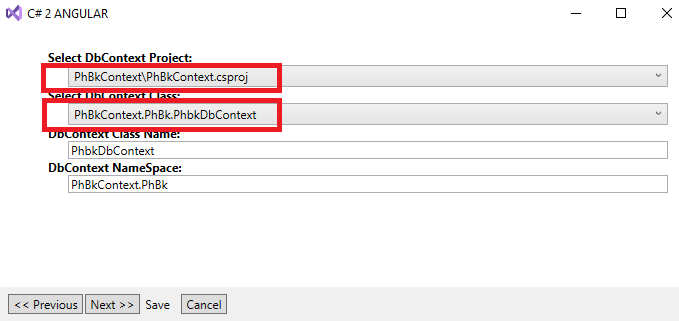 C# 2 ANGULAR
Select DbContext Project:
PhBkContext\PhBkContext.csproj
Select DbContext Class:
PhBkContext.PhBk.PhbkDbContext
DbContext Class Name:
PhbkDbContext
DbContext NameSpace:
PhBkContext.PhBk
<< Previous Next >> Save Cancel